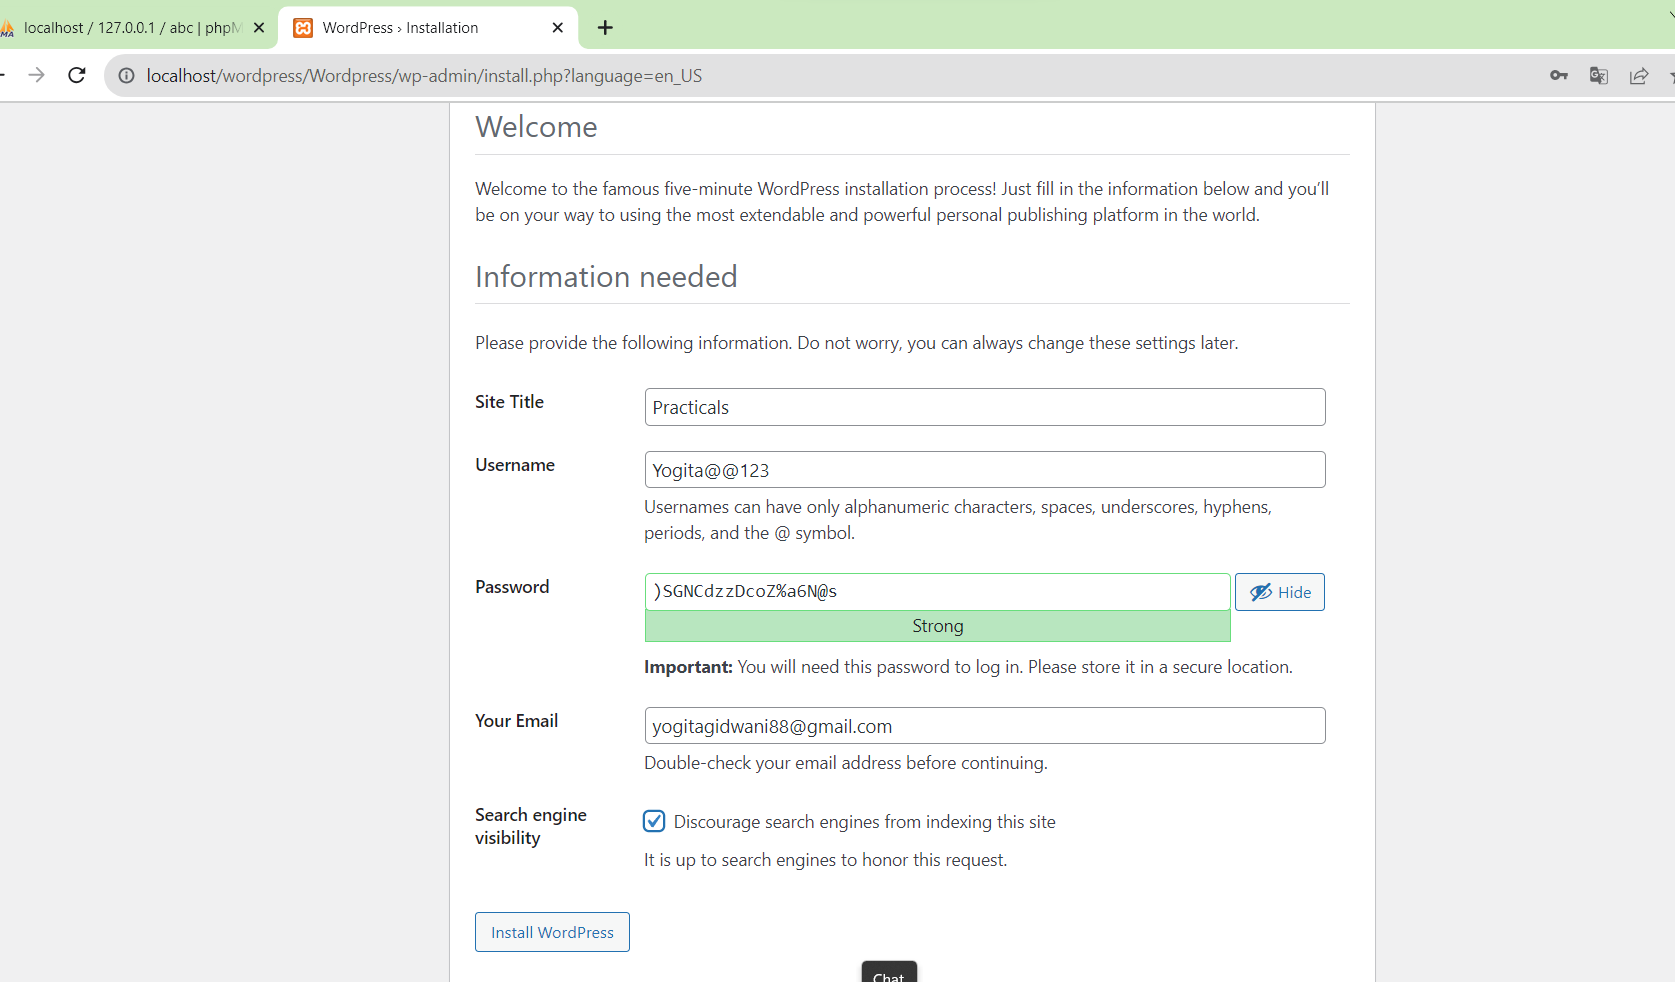 localhost / 127.0.0.1 / abc | phpM
WordPress › Installation
localhost/wordpress/Wordpress/wp-admin/install.php?language=en_US
Welcome
Welcome to the famous five-minute WordPress installation process! Just fill in the information below and you’ll
be on your way to using the most extendable and powerful personal publishing platform in the world.
Information needed
Please provide the following information. Do not worry, you can always change these settings later.
Site Title
Practicals
Username
Yogita@@123
Usernames can have only alphanumeric characters, spaces, underscores, hyphens,
periods, and the @ symbol.
Password
)SGNCdzzDcoZ%a6N@s
Hide
Strong
Important: You will need this password to log in. Please store it in a secure location.
Your Email
yogitagidwani88@gmail.com
Double-check your email address before continuing.
Search engine
visibility
Discourage search engines from indexing this site
It is up to search engines to honor this request.
Install WordPress
Chat